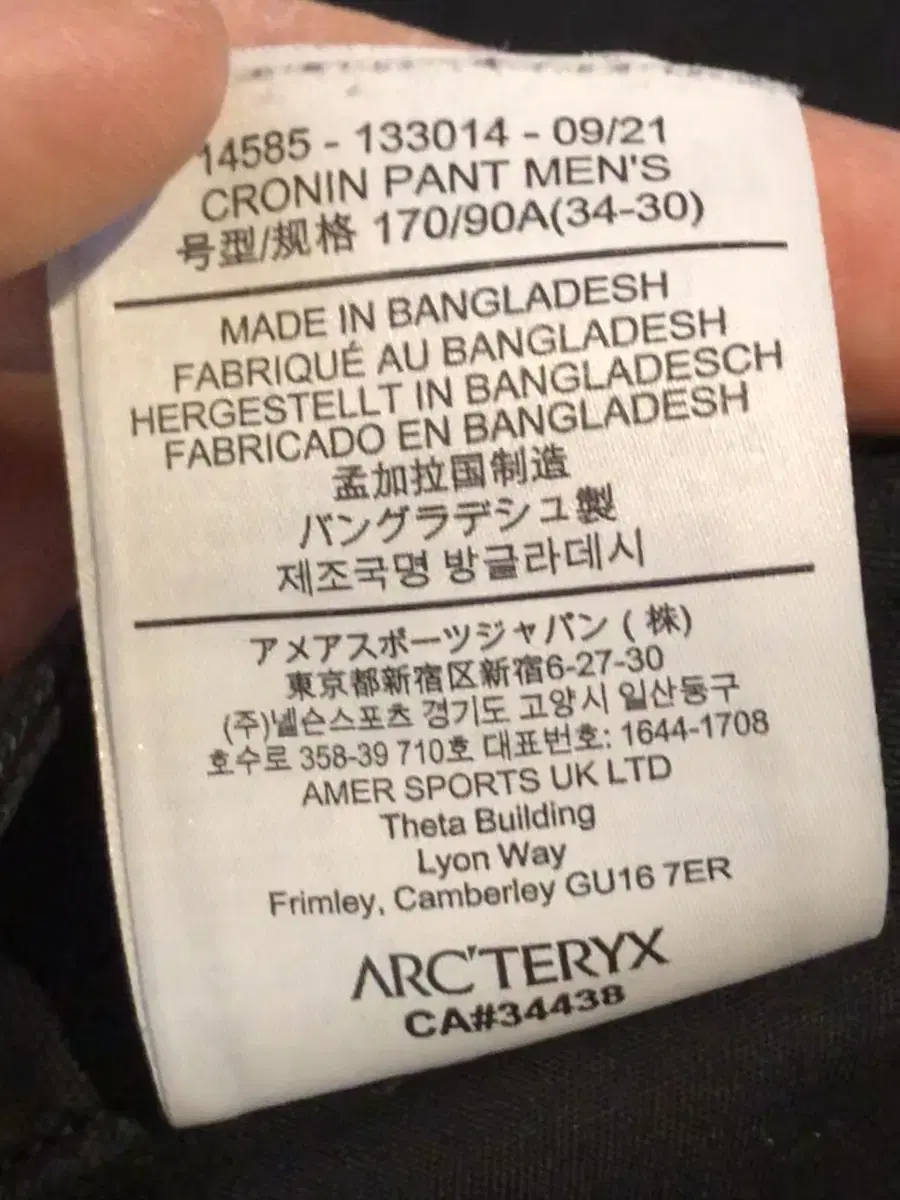 14585 - 133014 - 09/21
CRONIN PANT MEN'S
号型/规格 170/90A(34-30)
MADE IN BANGLADESH
FABRIQUÉ AU BANGLADESH
HERGESTELLT IN BANGLADESCH
FABRICADO EN BANGLADESH
孟加拉国制造
バングラデシュ製
제조국명 방글라데시
アメアスポーツジャパン ( 株)
東京都新宿区新宿6-27-30
(주)넬슨스포츠 경기도 고양시 일산동구
호수로 358-39 710호 대표번호: 1644-1708
AMER SPORTS UK LTD
Theta Building
Lyon Way
Frimley, Camberley GU16 7ER
ARC'TERYX
CA#34438